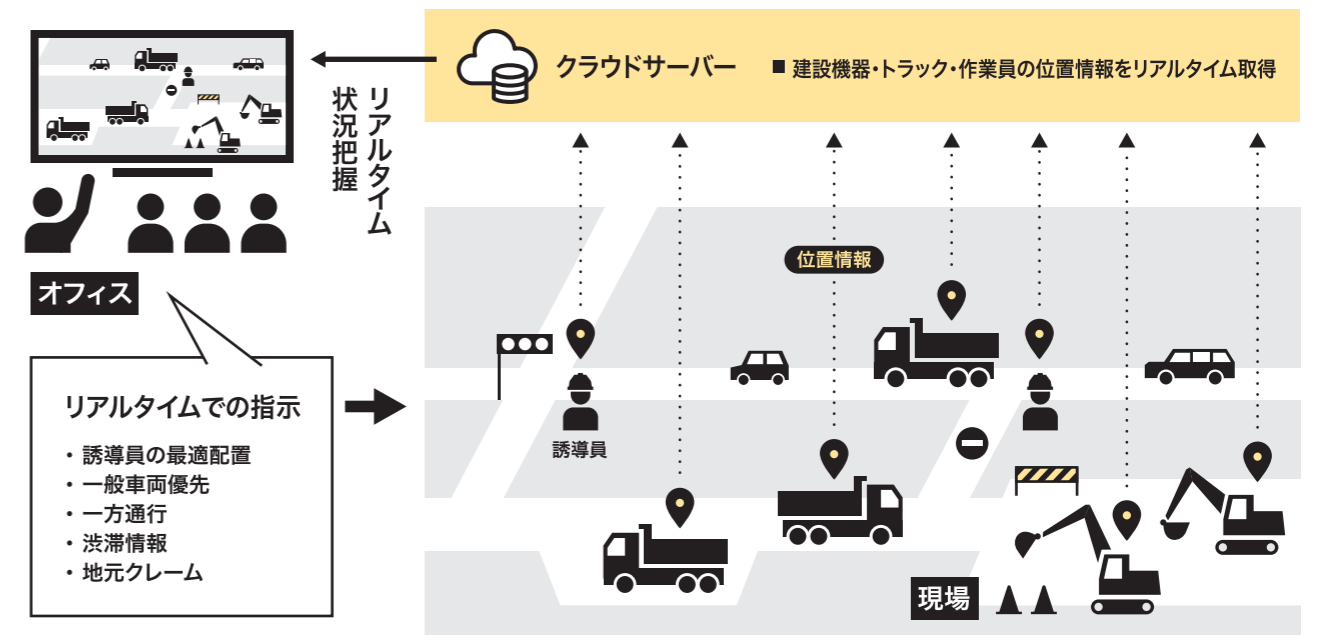 クラウドサーバー
■ 建設機器・トラック・作業員の位置情報をリアルタイム取得
リアルタイム
状況把握
オフィス
リアルタイムでの指示
・ 誘導員の最適配置
・ 一般車両優先
・ 一方通行
・ 渋滞情報
・ 地元クレーム
位置情報
誘導員
現場